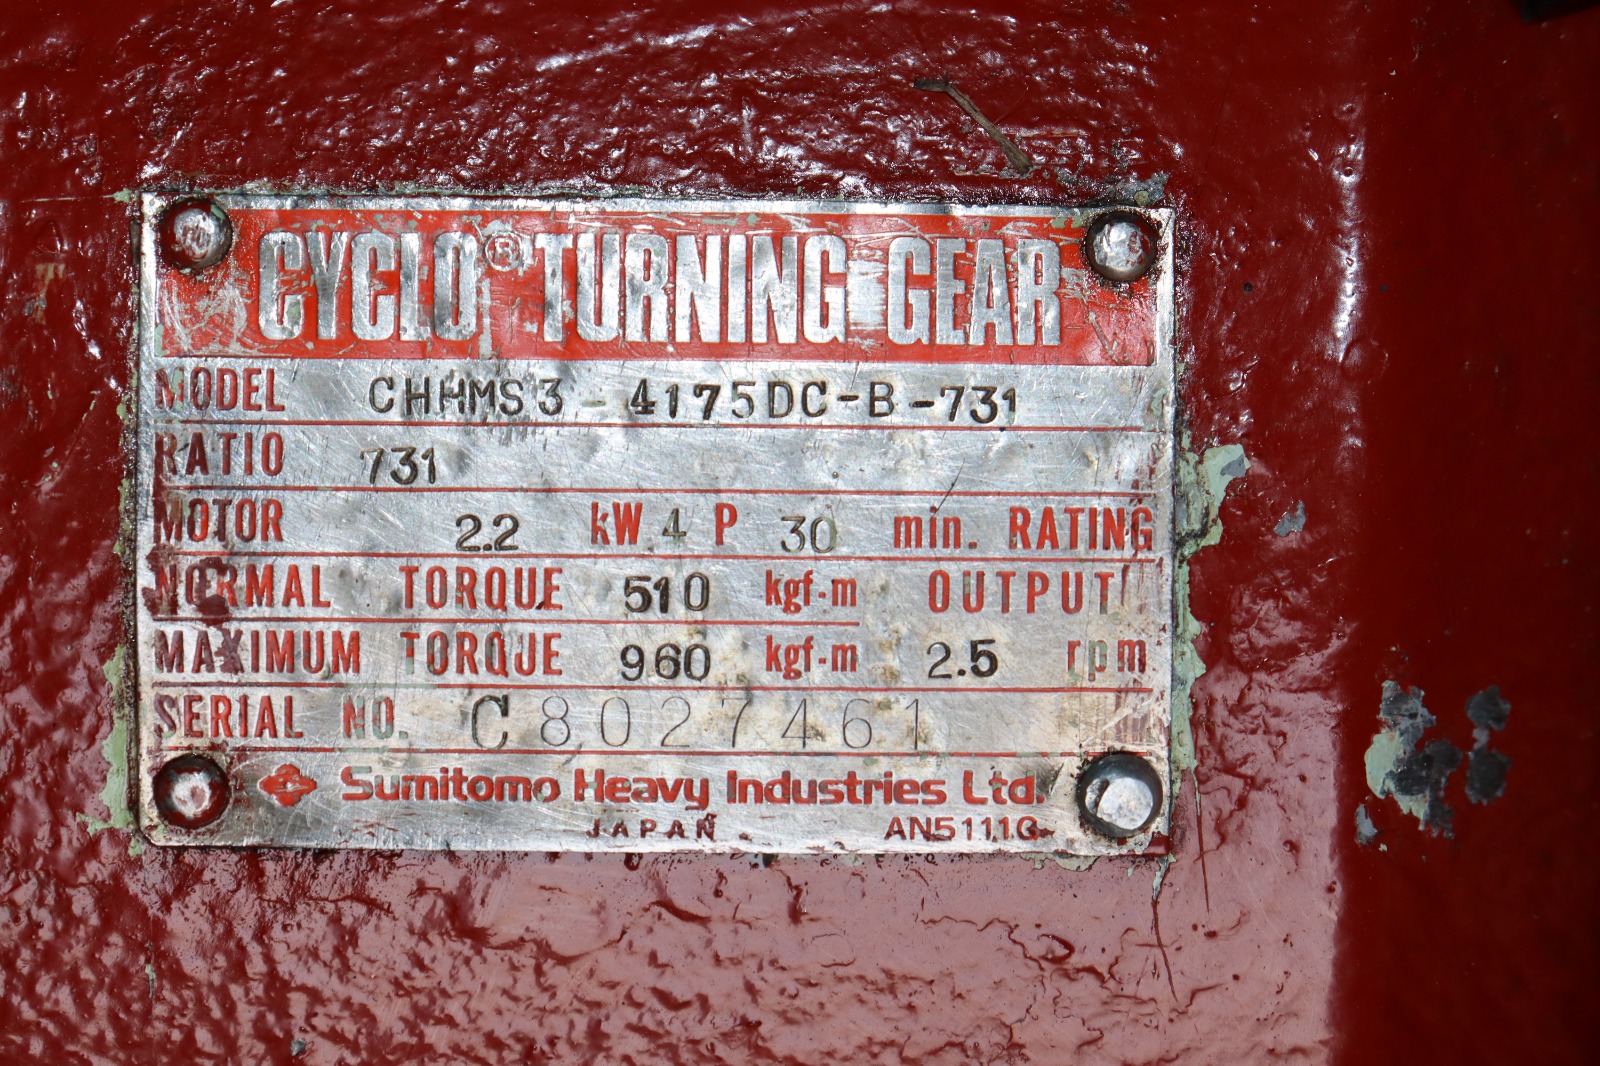 CYCLO® TURNING GEAR
MODEL CHHMS3-4175DC-B-731
RATIO 731
MOTOR 2.2 kW 4 P 30 min. RATING
NORMAL TORQUE 510 kgf·m OUTPUT
MAXIMUM TORQUE 960 kgf-m 2.5 rpm
SERIAL NO. C8027461
Sumitomo Heavy Industries Ltd.
JAPAN